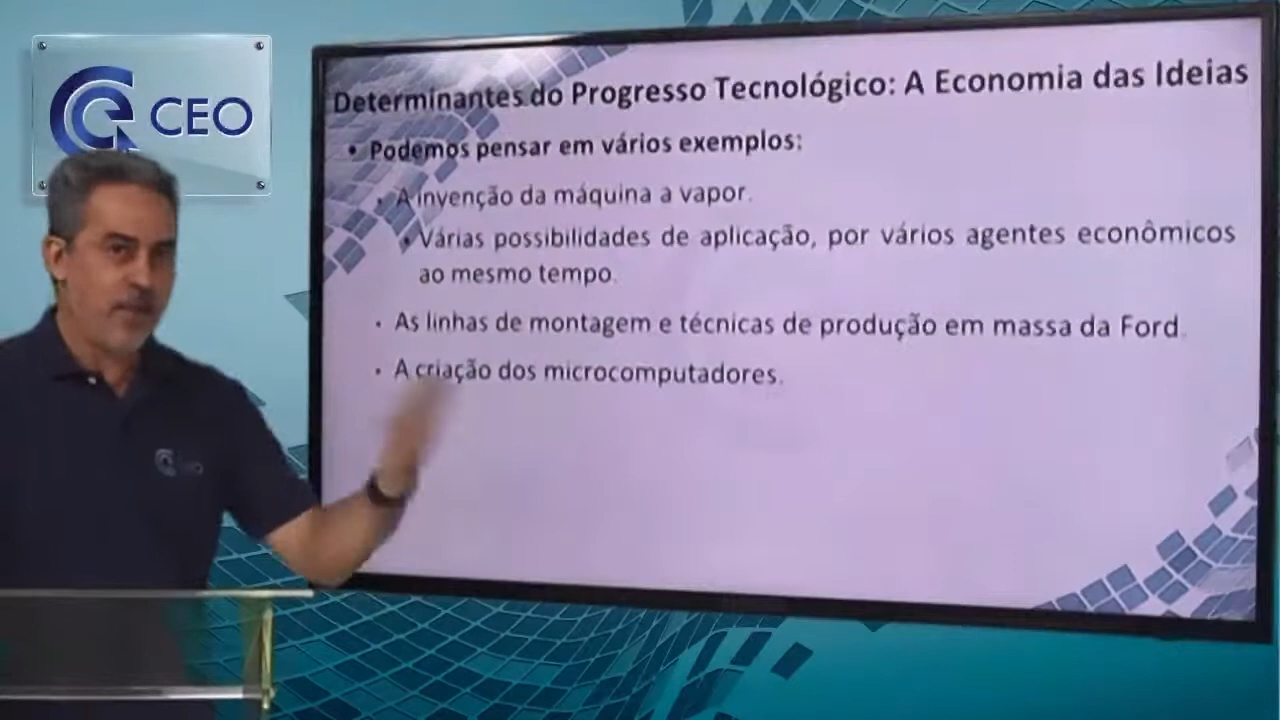 CEO
Determinantes do Progresso Tecnológico: A Economia das Ideias
• Podemos pensar em vários exemplos:
• A invenção da máquina a vapor.
• Várias possibilidades de aplicação, por vários agentes econômicos
ao mesmo tempo.
• As linhas de montagem e técnicas de produção em massa da Ford.
• A criação dos microcomputadores.